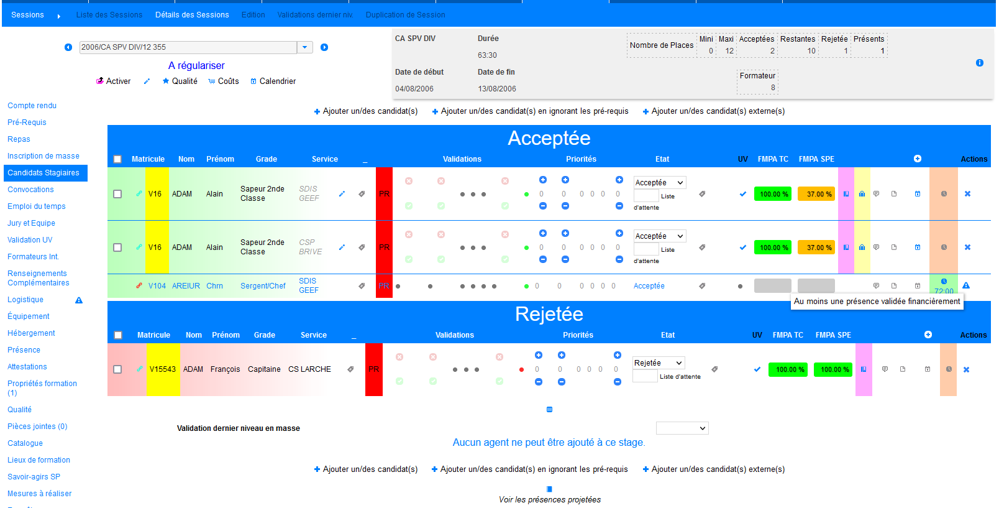 Sessions Liste des Sessions Détails des Sessions Edition Validations dernier niv. Duplication de Session
2006/CA SPV DIV/12 355
A régulariser
Activer Qualité Coûts Calendrier
CA SPV DIV Durée
63:30
Date de début Date de fin
04/08/2006 13/08/2006
Nombre de Places Mini Maxi Acceptées Restantes Rejetée Présents
0 12 2 10 1 1
Formateur
8
Compte rendu
Pré-Requis
Repas
Inscription de masse
Candidats Stagiaires
Convocations
Emploi du temps
Jury et Equipe
Validation UV
Formateurs Int.
Renseignements
Complémentaires
Logistique
Équipement
Hébergement
Présence
Attestations
Propriétés formation
(1)
Qualité
Pièces jointes (0)
Catalogue
Lieux de formation
Savoir-agirs SP
Mesures à réaliser
Ajouter un/des candidat(s) Ajouter un/des candidat(s) en ignorant les pré-requis Ajouter un/des candidat(s) externe(s)
Acceptée
Matricule Nom Prénom Grade Service _ Validations Priorités Etat UV FMPA TC FMPA SPE Actions
V16 ADAM Alain Sapeur 2nde Classe SDIS GEEF PR 0 0 0 0 0 0 Acceptée Liste d'attente 100.00 % 37.00 %
V16 ADAM Alain Sapeur 2nde Classe CSP BRIVE PR 0 0 0 0 0 0 Acceptée Liste d'attente 100.00 % 37.00 %
V104 AREIUR Chrn Sergent/Chef SDIS GEEF PR 0 0 0 0 0 0 Acceptée 72:00
Au moins une présence validée financièrement
Rejetée
Matricule Nom Prénom Grade Service _ Validations Priorités Etat UV FMPA TC FMPA SPE Actions
V15543 ADAM François Capitaine CS LARCHE PR 0 0 0 0 0 0 Rejetée Liste d'attente 100.00 % 100.00 %
Validation dernier niveau en masse
Aucun agent ne peut être ajouté à ce stage.
Ajouter un/des candidat(s) Ajouter un/des candidat(s) en ignorant les pré-requis Ajouter un/des candidat(s) externe(s)
Voir les présences projetées